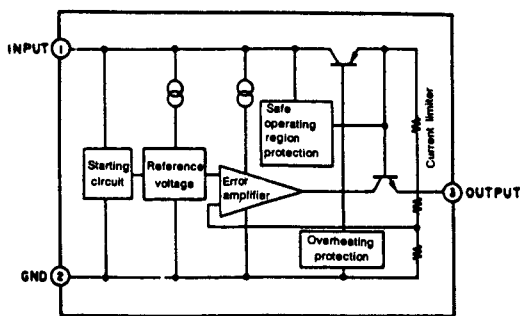 INPUT 1
Safe
operating
region
protection
Current limiter
Starting
circuit
Reference
voltage
Error
amplifier
3 OUTPUT
Overheating
protection
GND 2